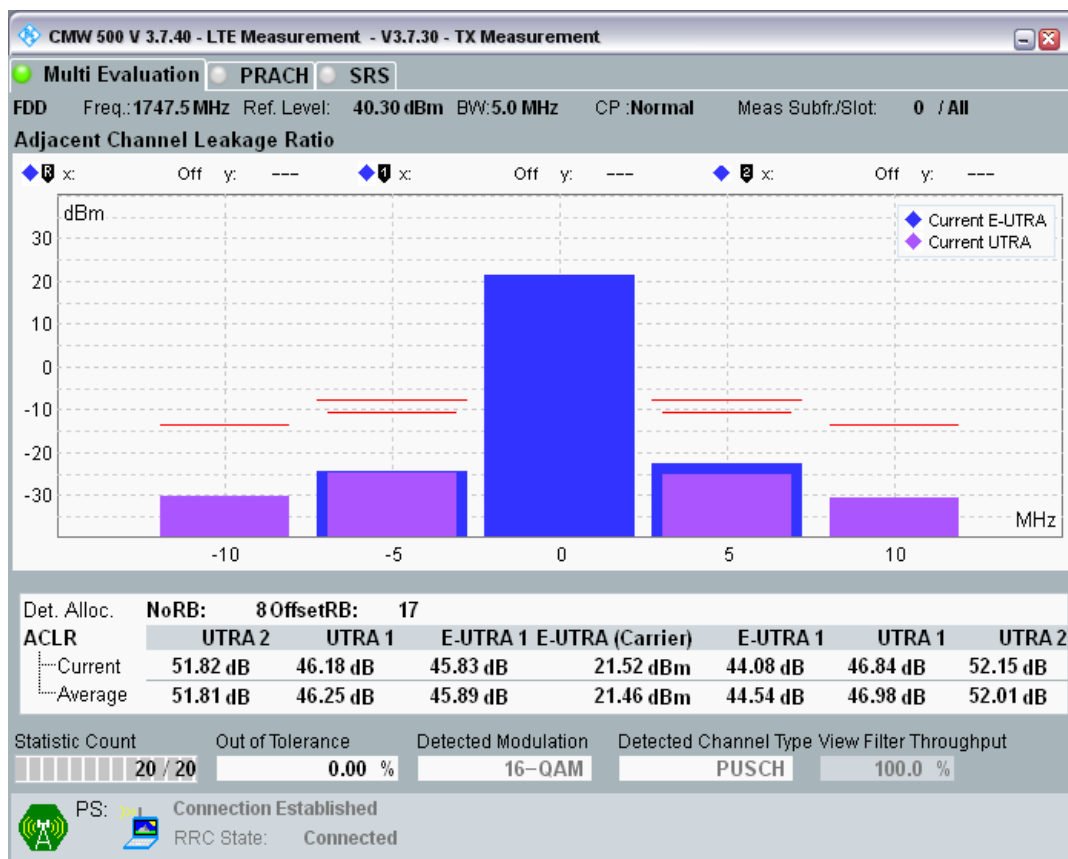 CMW 500 V 3.7.40 - LTE Measurement - V3.7.30 - TX Measurement
Multi Evaluation PRACH SRS
FDD Freq.: 1747.5 MHz Ref. Level: 40.30 dBm BW: 5.0 MHz CP : Normal Meas Subfr./Slot: 0 / All
Adjacent Channel Leakage Ratio
R x: Off y: --- 1 x: Off y: --- 2 x: Off y: ---
dBm
Current E-UTRA
Current UTRA
30
20
10
0
-10
-20
-30
MHz
-10 -5 0 5 10
Det. Alloc. NoRB: 8 OffsetRB: 17
ACLR UTRA 2 UTRA 1 E-UTRA 1 E-UTRA (Carrier) E-UTRA 1 UTRA 1 UTRA 2
Current 51.82 dB 46.18 dB 45.83 dB 21.52 dBm 44.08 dB 46.84 dB 52.15 dB
Average 51.81 dB 46.25 dB 45.89 dB 21.46 dBm 44.54 dB 46.98 dB 52.01 dB
Statistic Count Out of Tolerance Detected Modulation Detected Channel Type View Filter Throughput
20 / 20 0.00 % 16-QAM PUSCH 100.0 %
PS: Connection Established
RRC State: Connected